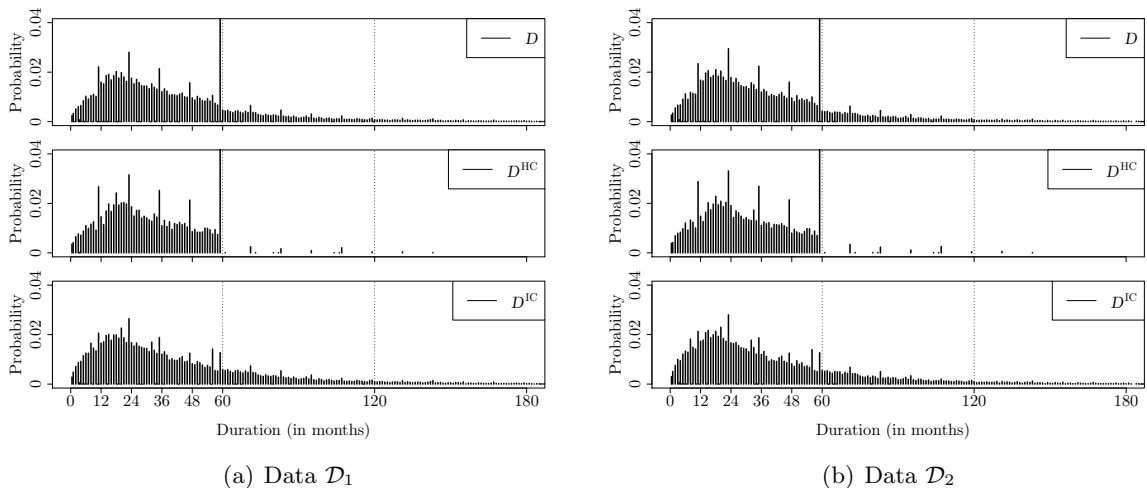 0.04
0.02
0
Probability
D
0.04
0.02
0
Probability
D^HC
0.04
0.02
0
Probability
D^IC
0 12 24 36 48 60 120 180
Duration (in months)
(a) Data 𝒟₁
0.04
0.02
0
Probability
D
0.04
0.02
0
Probability
D^HC
0.04
0.02
0
Probability
D^IC
0 12 24 36 48 60 120 180
Duration (in months)
(b) Data 𝒟₂